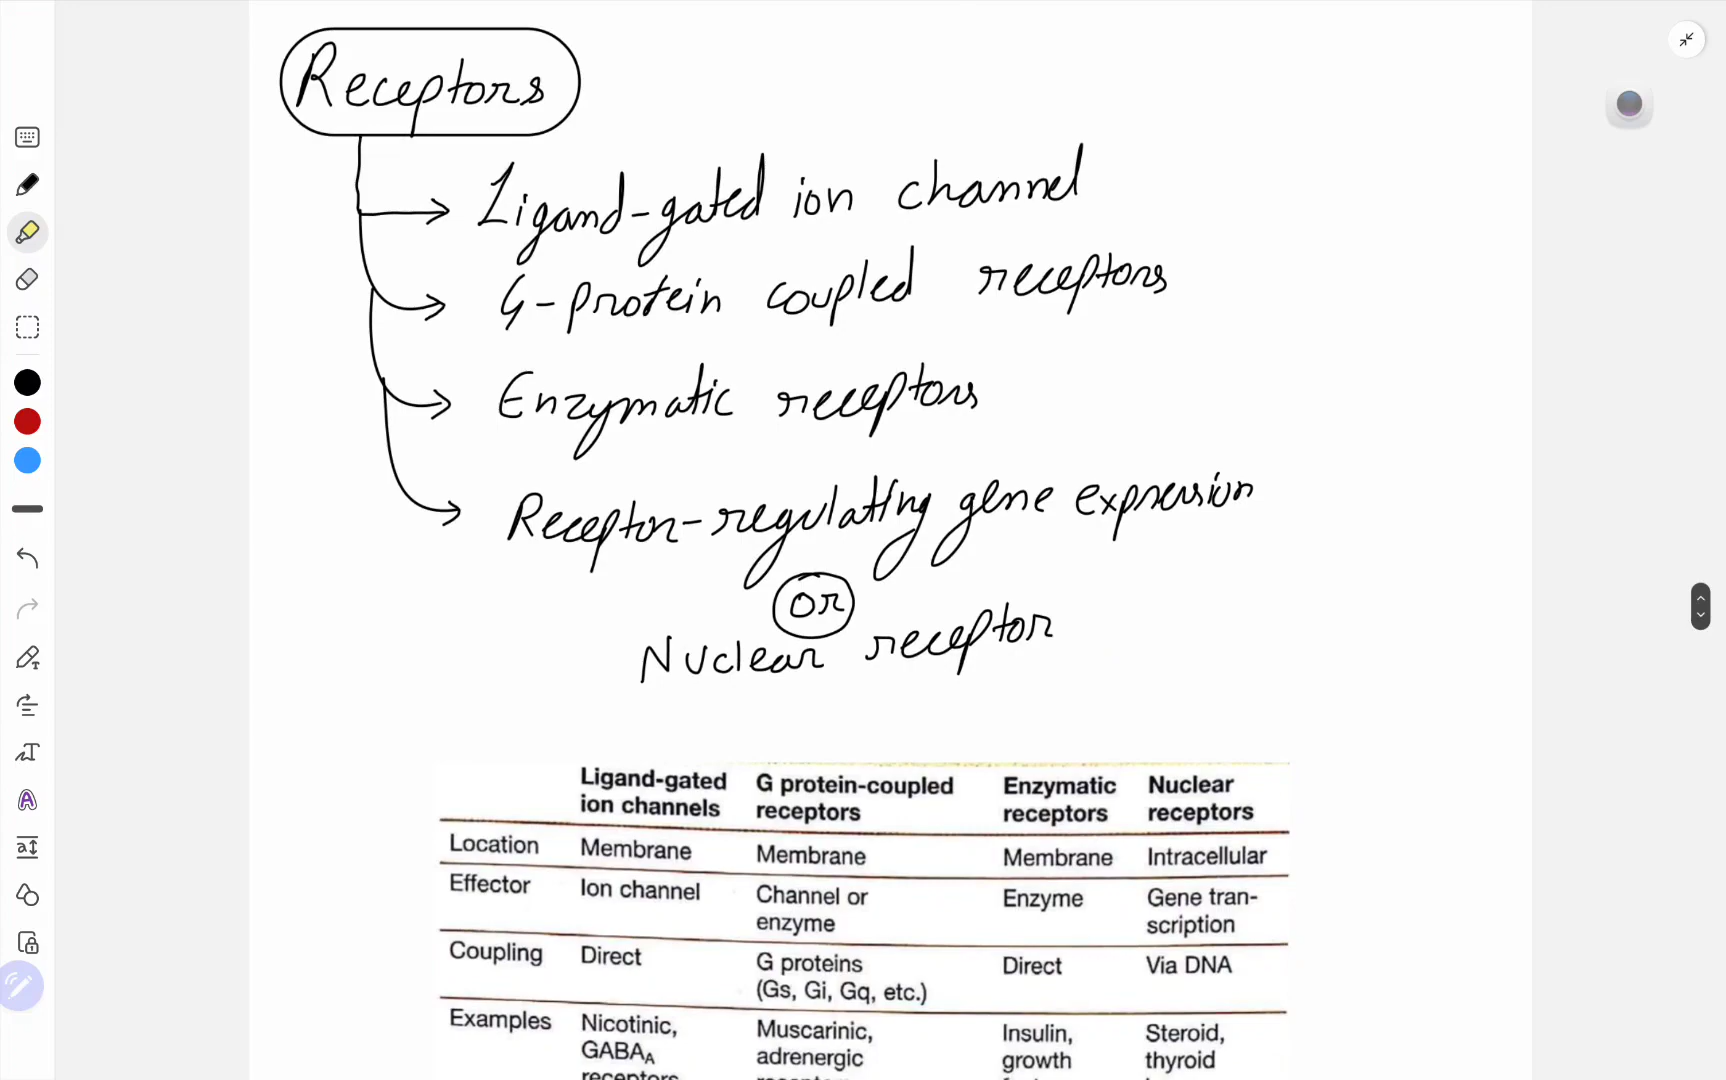 Receptors
Ligand-gated ion channel
G-protein coupled receptors
Enzymatic receptors
Receptor-regulating gene expression
or
Nuclear receptor
Ligand-gated ion channels
G protein-coupled receptors
Enzymatic receptors
Nuclear receptors
Location Membrane Membrane Membrane Intracellular
Effector Ion channel Channel or enzyme Enzyme Gene tran-scription
Coupling Direct G proteins (Gs, Gi, Gq, etc.) Direct Via DNA
Examples Nicotinic, GABAA receptors Muscarinic, adrenergic Insulin, growth Steroid, thyroid